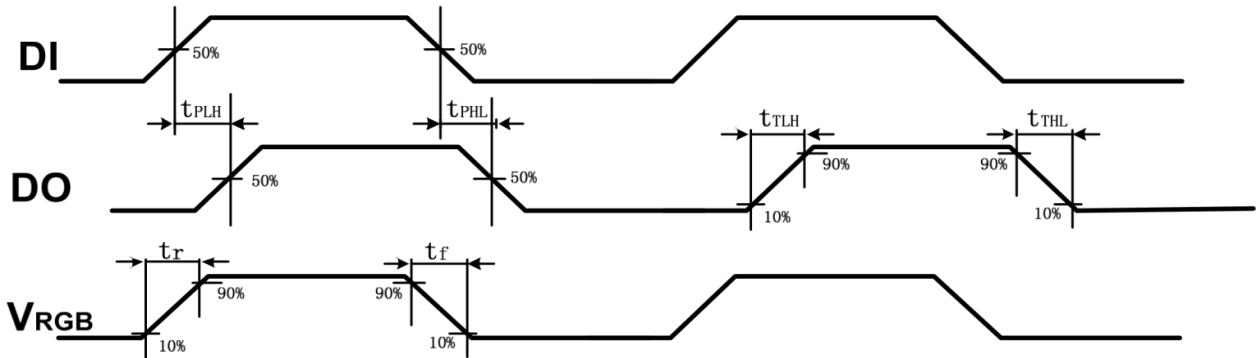 DI 50% 50%
tPLH tPHL tTLH tTHL
90% 90%
DO 50% 50%
10% 10%
tr tf
90% 90%
VRGB
10% 10%